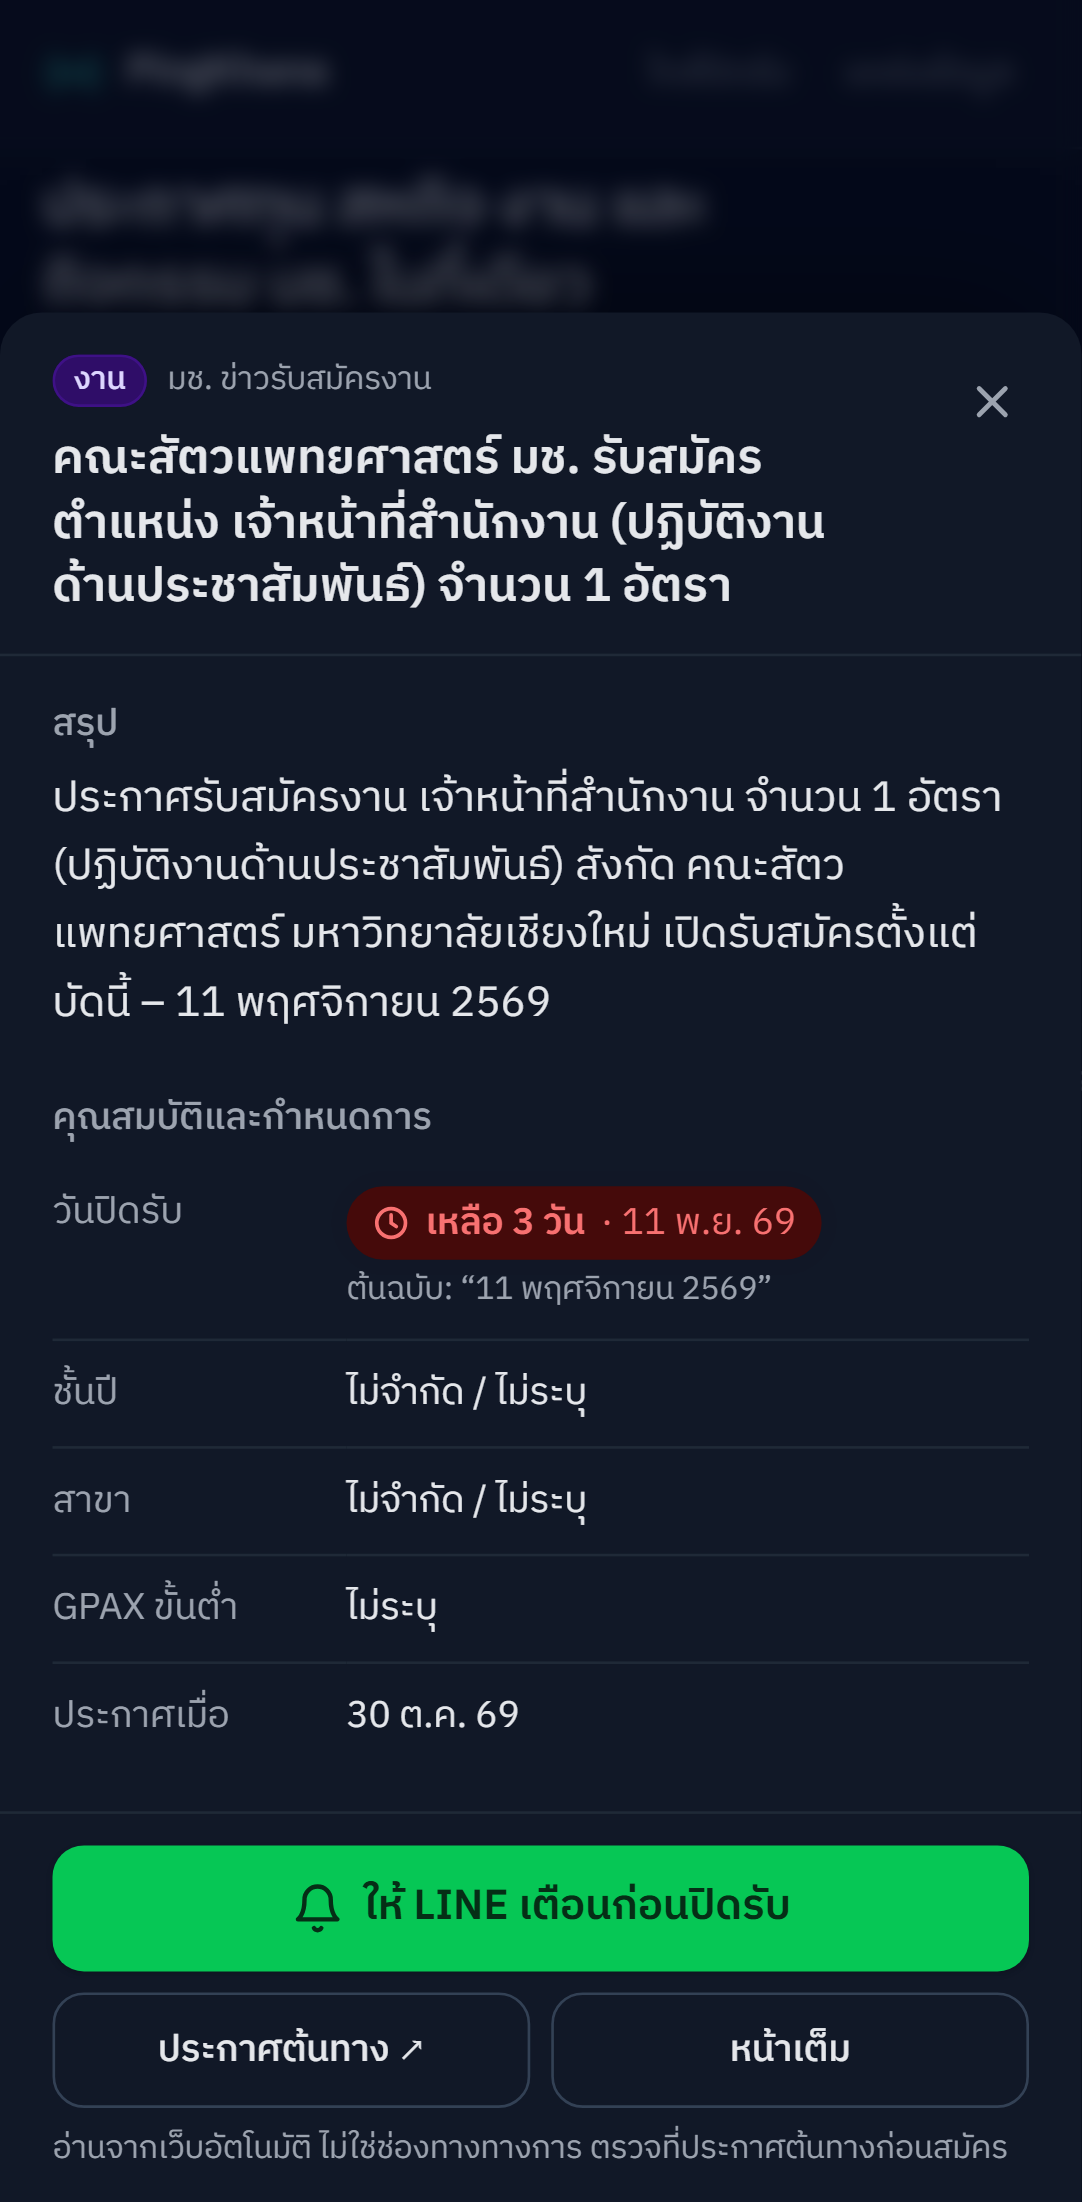 งาน มช. ข่าวรับสมัครงาน
คณะสัตวแพทยศาสตร์ มช. รับสมัคร
ตำแหน่ง เจ้าหน้าที่สำนักงาน (ปฏิบัติงาน
ด้านประชาสัมพันธ์) จำนวน 1 อัตรา
สรุป
ประกาศรับสมัครงาน เจ้าหน้าที่สำนักงาน จำนวน 1 อัตรา
(ปฏิบัติงานด้านประชาสัมพันธ์) สังกัด คณะสัตว
แพทยศาสตร์ มหาวิทยาลัยเชียงใหม่ เปิดรับสมัครตั้งแต่
บัดนี้ – 11 พฤศจิกายน 2569
คุณสมบัติและกำหนดการ
วันปิดรับ เหลือ 3 วัน · 11 พ.ย. 69
ต้นฉบับ: “11 พฤศจิกายน 2569”
ชั้นปี ไม่จำกัด / ไม่ระบุ
สาขา ไม่จำกัด / ไม่ระบุ
GPAX ขั้นต่ำ ไม่ระบุ
ประกาศเมื่อ 30 ต.ค. 69
ให้ LINE เตือนก่อนปิดรับ
ประกาศต้นทาง ↗ หน้าเต็ม
อ่านจากเว็บอัตโนมัติ ไม่ใช่ช่องทางทางการ ตรวจที่ประกาศต้นทางก่อนสมัคร